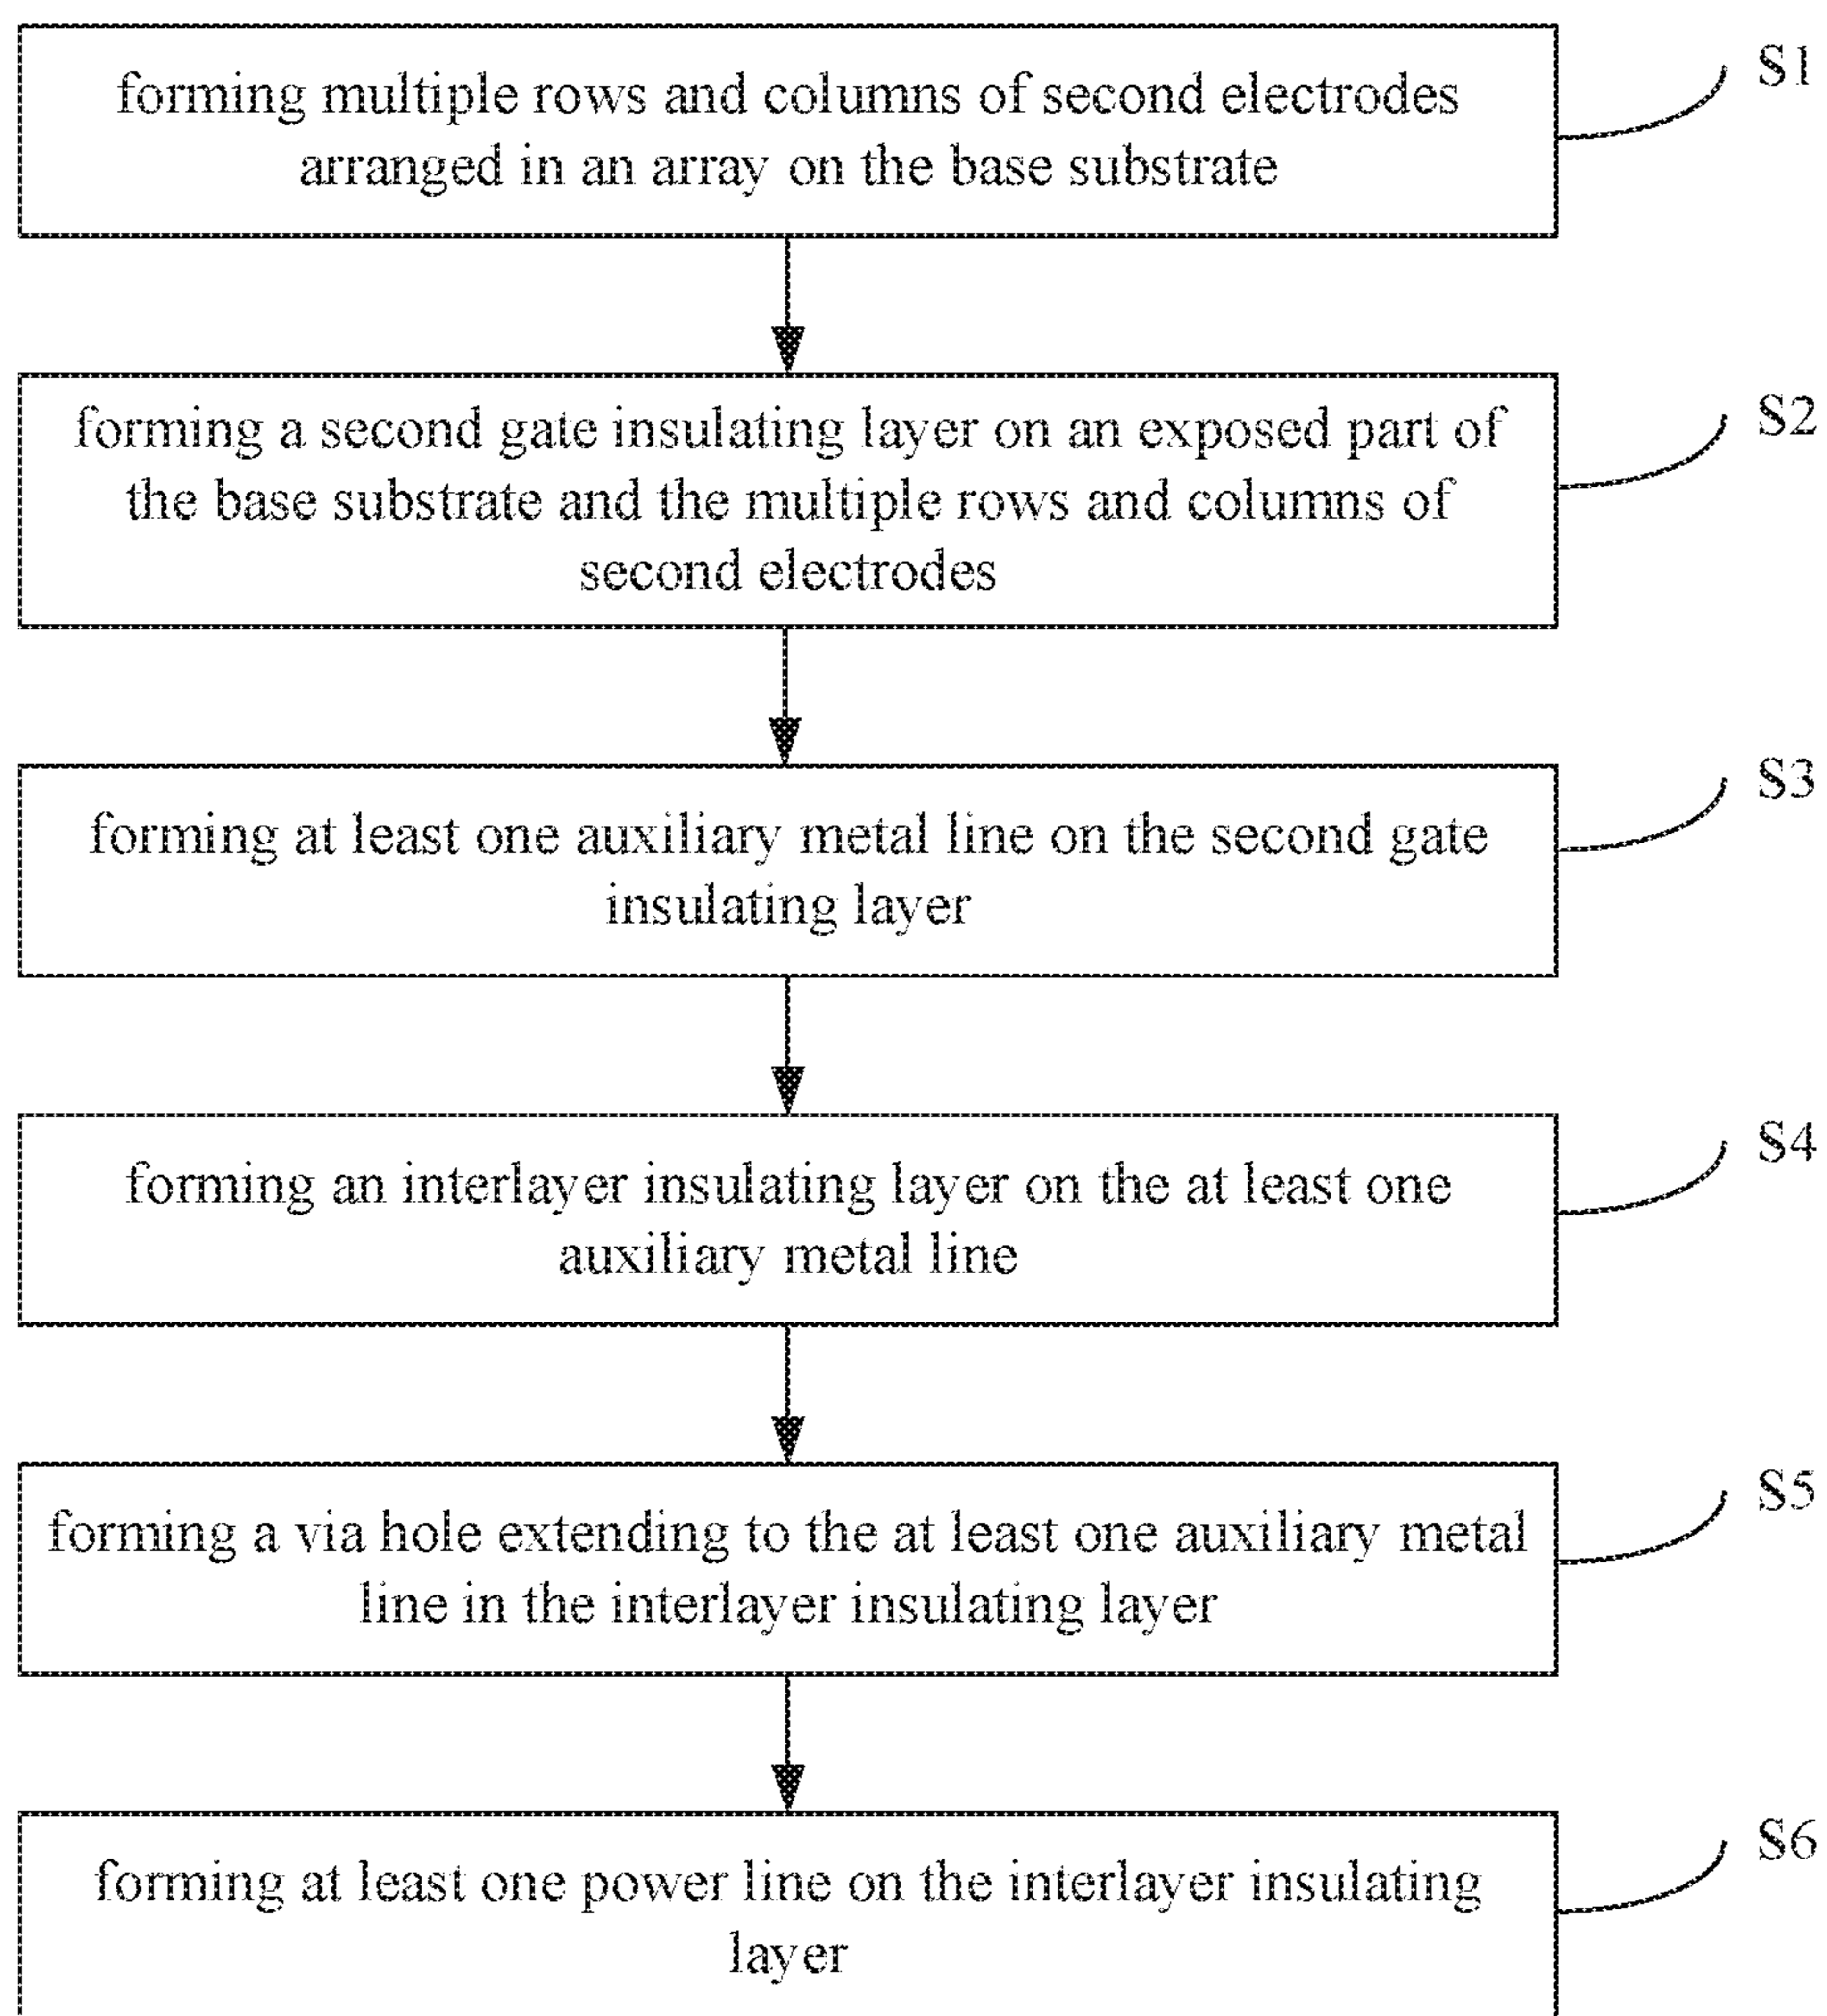 forming multiple rows and columns of second electrodes
arranged in an array on the base substrate
S1
forming a second gate insulating layer on an exposed part of
the base substrate and the multiple rows and columns of
second electrodes
S2
forming at least one auxiliary metal line on the second gate
insulating layer
S3
forming an interlayer insulating layer on the at least one
auxiliary metal line
S4
forming a via hole extending to the at least one auxiliary metal
line in the interlayer insulating layer
S5
forming at least one power line on the interlayer insulating
layer
S6